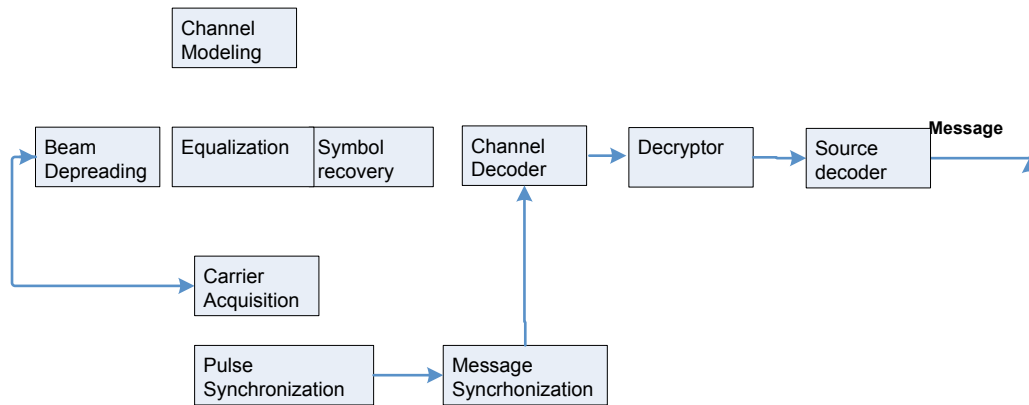 Channel
Modeling
Beam
Depreading
Equalization
Symbol
recovery
Channel
Decoder
Decryptor
Source
decoder
Message
Carrier
Acquisition
Pulse
Synchronization
Message
Syncrhonization